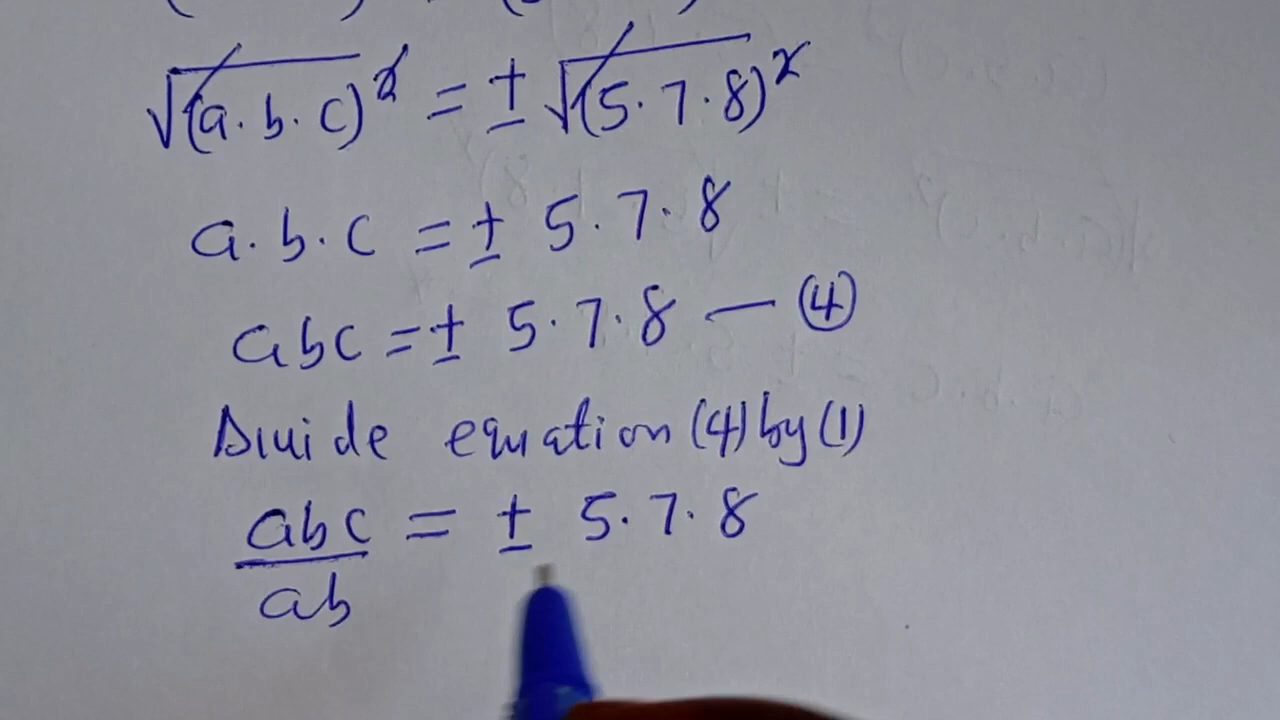 √(a.b.c)² = ± √(5.7.8)²
a.b.c = ± 5.7.8
abc = ± 5.7.8 — ④
Divide equation (4) by (1)
abc/ab = ± 5.7.8